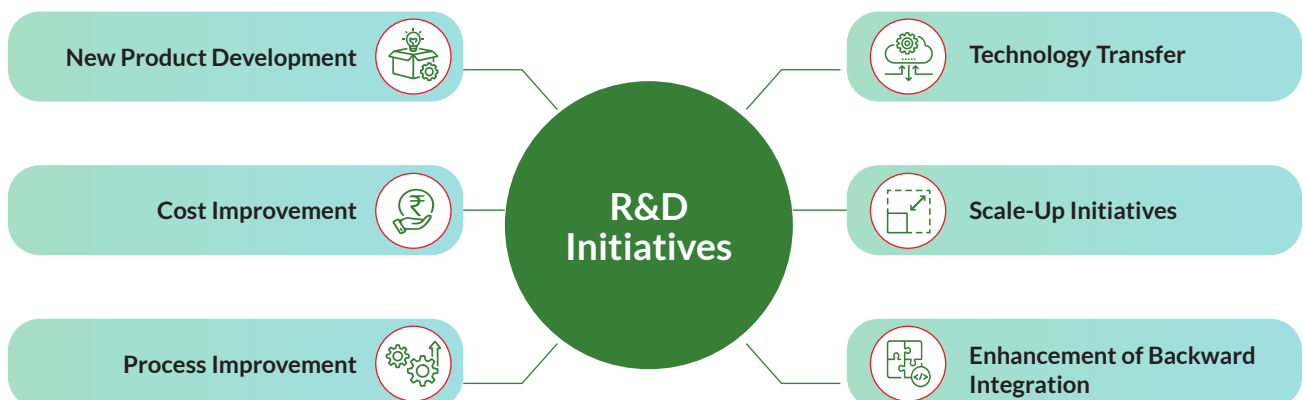 New Product Development
Cost Improvement
Process Improvement
R&D
Initiatives
Technology Transfer
Scale-Up Initiatives
Enhancement of Backward
Integration